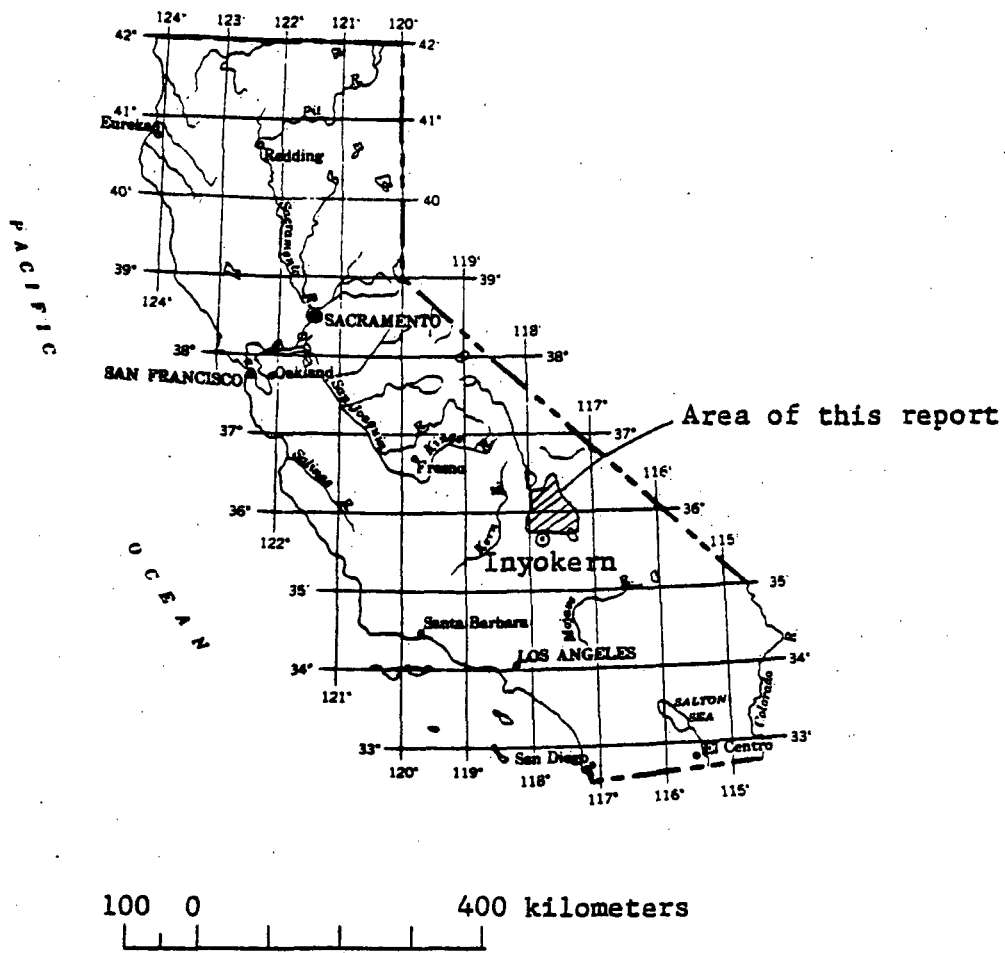 124° 123° 122° 121° 120°
42° 42°
R.
Pit
41° 41°
Eureka
Redding
40° 40
Sacramento
R.
119°
39° 39°
124°
118°
SACRAMENTO
38° 38°
SAN FRANCISCO
Oakland
San Joaquin
117°
Area of this report
37° 37°
R.
Kings R.
Fresno
116°
Salinas R.
36° 36°
122°
Kern R.
115°
Inyokern
35° 35°
R.
Mojave
Santa Barbara
LOS ANGELES
R.
34° 34°
121°
Colorado
SALTON
SEA
33° 33°
El Centro
San Diego
120° 119° 118° 117° 116° 115°
PACIFIC
OCEAN
100 0 400 kilometers